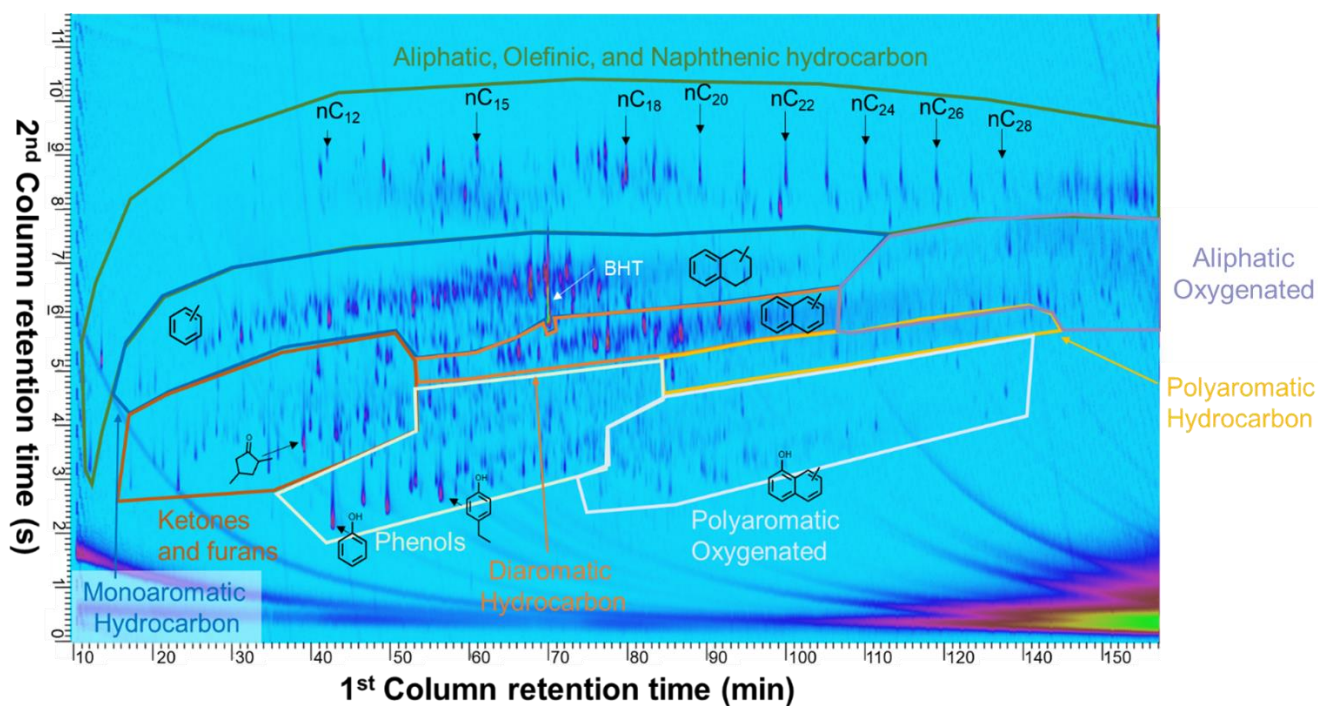 Aliphatic, Olefinic, and Naphthenic hydrocarbon
nC12
nC15
nC18
nC20
nC22
nC24
nC26
nC28
BHT
Aliphatic
Oxygenated
Polyaromatic
Hydrocarbon
O
OH
OH
OH
Ketones
and furans
Phenols
Polyaromatic
Oxygenated
Diaromatic
Hydrocarbon
Monoaromatic
Hydrocarbon
2nd Column retention time (s)
11
10
9
8
7
6
5
4
3
2
1
0
10 20 30 40 50 60 70 80 90 100 110 120 140 150
1st Column retention time (min)